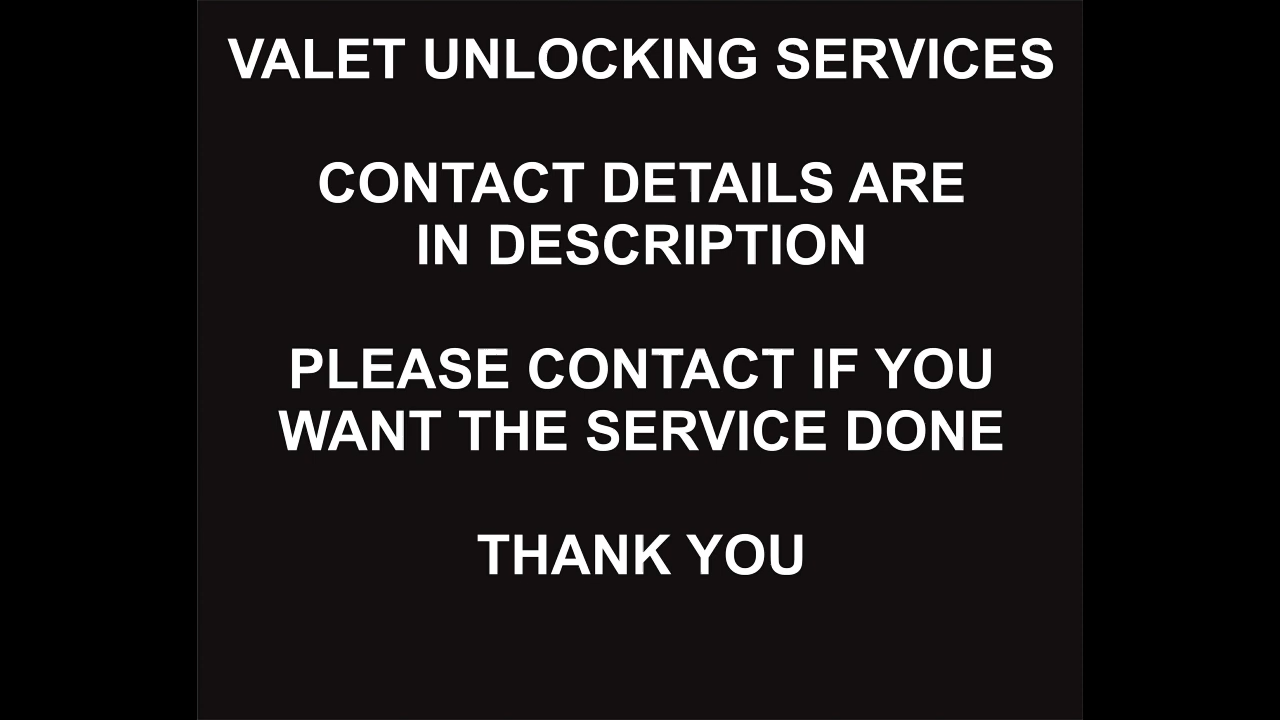 VALET UNLOCKING SERVICES
CONTACT DETAILS ARE
IN DESCRIPTION
PLEASE CONTACT IF YOU
WANT THE SERVICE DONE
THANK YOU